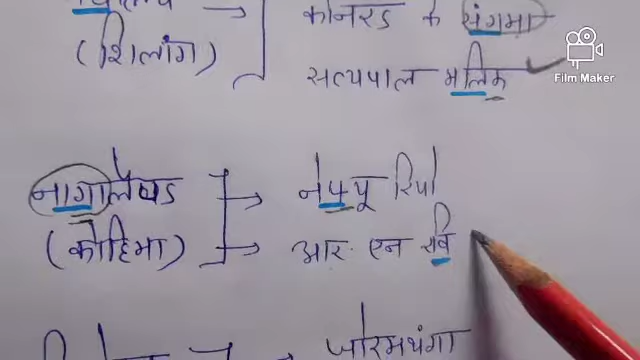 कोनरड के संगमा
(शिलांग)
सत्यपाल मलिक
Film Maker
नागालैण्ड
नेफ्यू रियो
(कोहिमा)
आर. एन रवि
जोरमथंगा